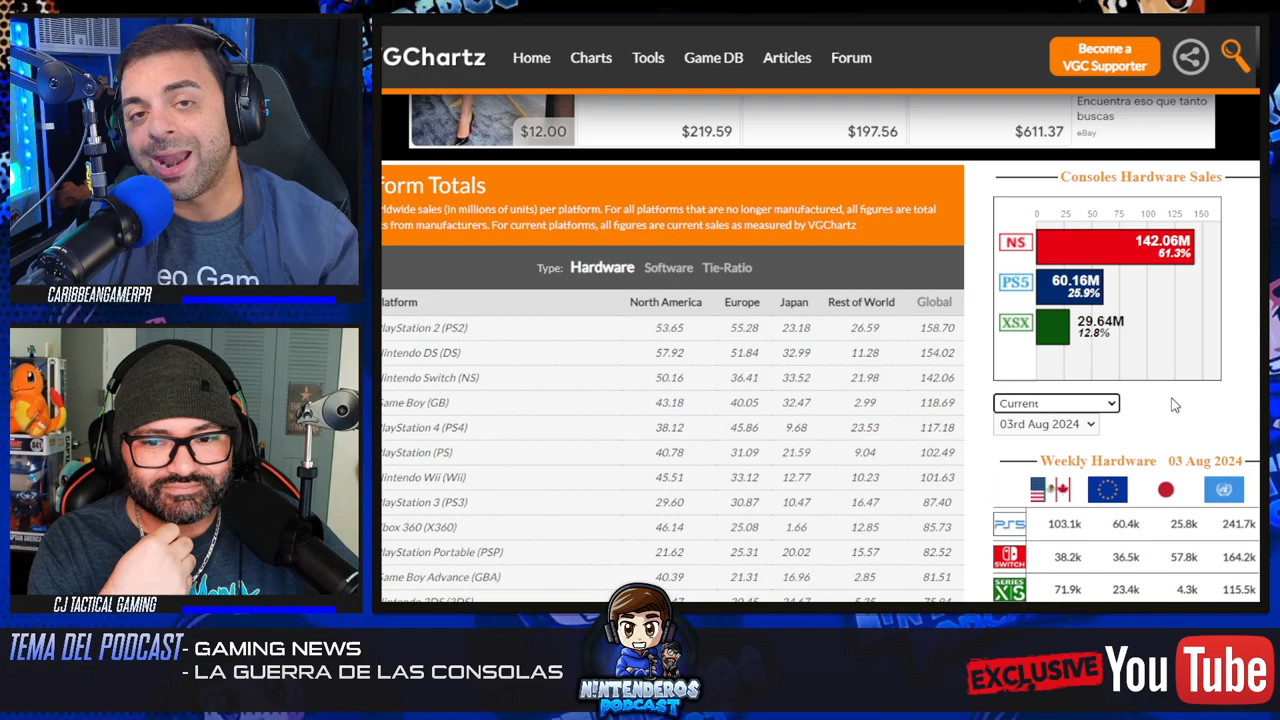 VGChartz
Home Charts Tools Game DB Articles Forum
Become a
VGC Supporter
$12.00 $219.59 $197.56 $611.37
Encuentra eso que tanto
buscas
eBay
form Totals
rldwide sales (in millions of units) per platform. For all platforms that are no longer manufactured, all figures are total
ts from manufacturers. For current platforms, all figures are current sales as measured by VGChartz
Type: Hardware Software Tie-Ratio
latform North America Europe Japan Rest of World Global
layStation 2 (PS2) 53.65 55.28 23.18 26.59 158.70
intendo DS (DS) 57.92 51.84 32.99 11.28 154.02
intendo Switch (NS) 50.16 36.41 33.52 21.98 142.06
ame Boy (GB) 43.18 40.05 32.47 2.99 118.69
layStation 4 (PS4) 38.12 45.86 9.68 23.53 117.18
layStation (PS) 40.78 31.09 21.59 9.04 102.49
intendo Wii (Wii) 45.51 33.12 12.77 10.23 101.63
layStation 3 (PS3) 29.60 30.87 10.47 16.47 87.40
box 360 (X360) 46.14 25.08 1.66 12.85 85.73
layStation Portable (PSP) 21.62 25.31 20.02 15.57 82.52
ame Boy Advance (GBA) 40.39 21.31 16.96 2.85 81.51
Consoles Hardware Sales
0 25 50 75 100 125 150
NS 142.06M
61.3%
PS5 60.16M
25.9%
XSX 29.64M
12.8%
Current
03rd Aug 2024
Weekly Hardware 03 Aug 2024
PS5 103.1k 60.4k 25.8k 241.7k
SWITCH 38.2k 36.5k 57.8k 164.2k
SERIES X|S 71.9k 23.4k 4.3k 115.5k
eo Gam
CARIBBEANGAMERPR
841
CJ TACTICAL GAMING
TEMA DEL PODCAST - GAMING NEWS
- LA GUERRA DE LAS CONSOLAS
NINTENDEROS
PODCAST
EXCLUSIVE YouTube